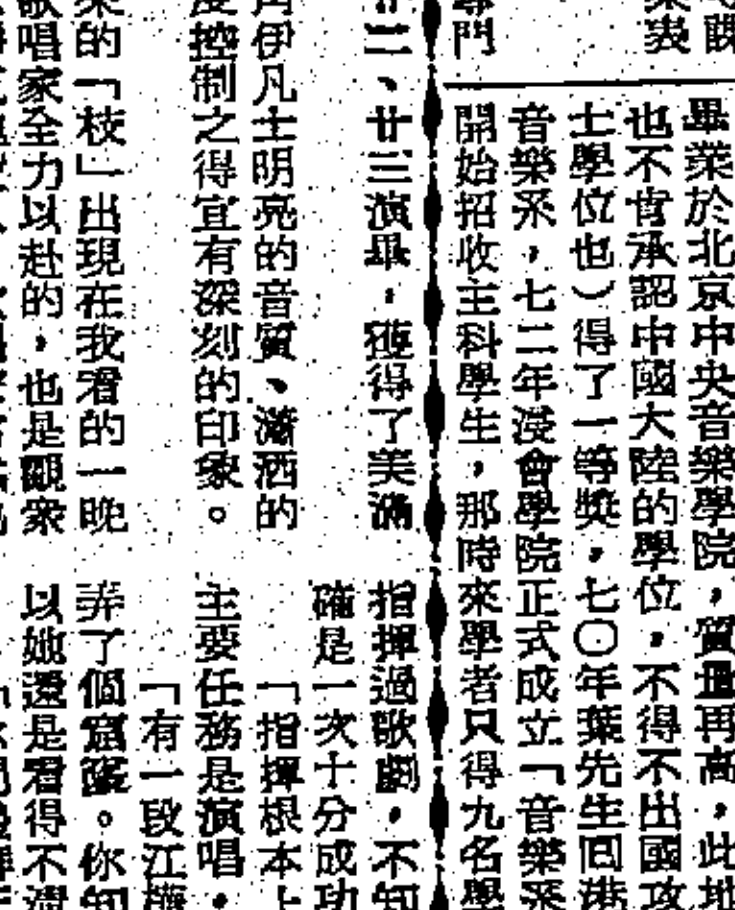 門
畢業於北京中央音樂學院，質量再高，此地
也不肯承認中國大陸的學位，不得不出國攻
士學位也）得了一等獎，七〇年葉先生回港
音樂系，七二年浸會學院正式成立「音樂系
開始招收主科學生，那時來學者只得九名學
二、廿三演畢，獲得了美滿
伊凡士明亮的音質、瀟洒的
控制之得宜有深刻的印象。
的「枝」出現在我看的一晚
唱家全力以赴的，也是觀衆
指揮過歌劇，不知
確是一次十分成功
「指揮根本上
主要任務是演唱，
「有一段江
弄了個窟窿。你知
以她還是看得不清